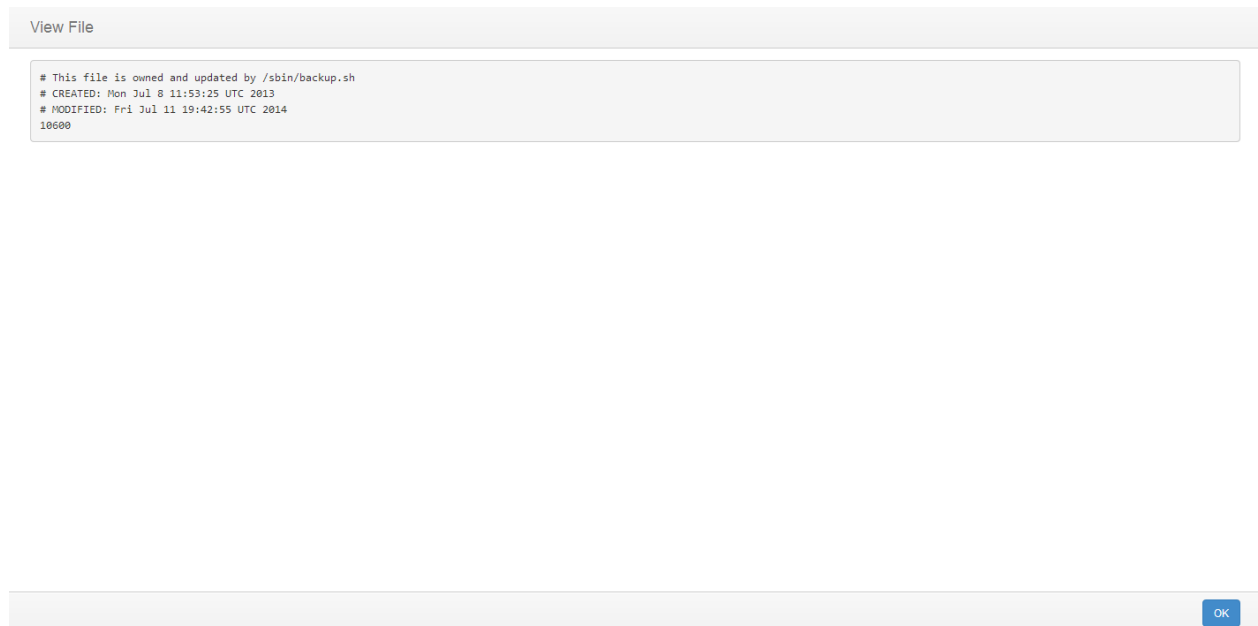 View File
# This file is owned and updated by /sbin/backup.sh
# CREATED: Mon Jul 8 11:53:25 UTC 2013
# MODIFIED: Fri Jul 11 19:42:55 UTC 2014
10600
OK